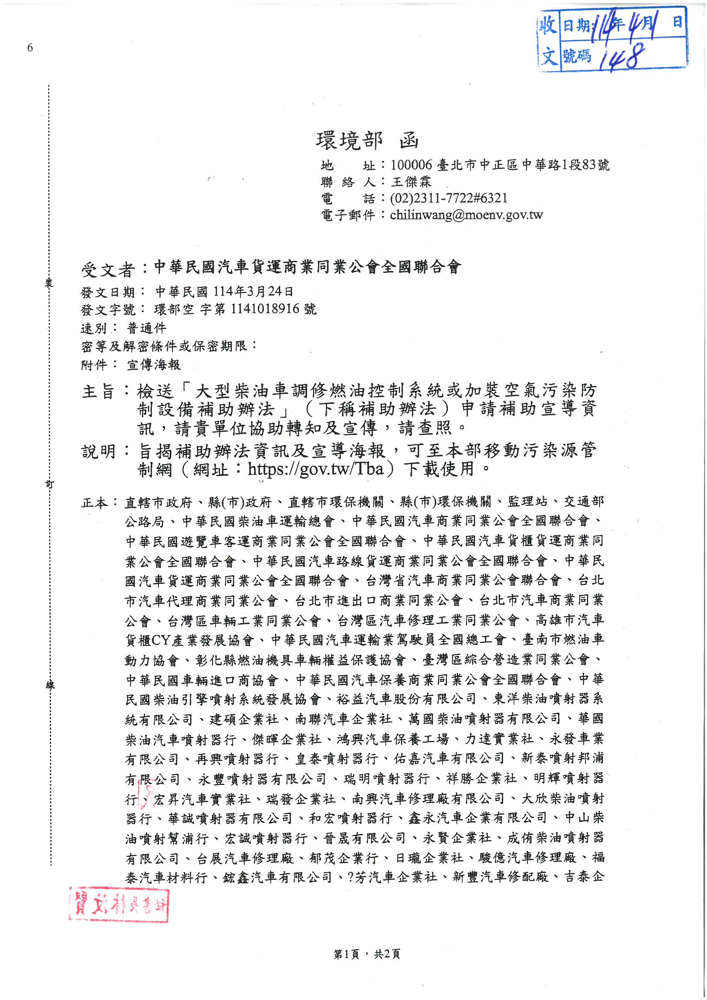 收文
日期:114年4月1日
號碼 148
6
環境部 函
地 址：100006 臺北市中正區中華路1段83號
聯 絡 人：王傑霖
電 話：(02)2311-7722#6321
電子郵件：chilinwang@moenv.gov.tw
受文者：中華民國汽車貨運商業同業公會全國聯合會
發文日期： 中華民國 114年3月24日
發文字號： 環部空 字第 1141018916 號
速別： 普通件
密等及解密條件或保密期限：
附件： 宣傳海報
主旨：檢送「大型柴油車調修燃油控制系統或加裝空氣污染防
制設備補助辦法」（下稱補助辦法）申請補助宣導資
訊，請貴單位協助轉知及宣傳，請查照。
說明：旨揭補助辦法資訊及宣導海報，可至本部移動污染源管
制網（網址：https://gov.tw/Tba）下載使用。
正本：直轄市政府、縣(市)政府、直轄市環保機關、縣(市)環保機關、監理站、交通部
公路局、中華民國柴油車運輸總會、中華民國汽車商業同業公會全國聯合會、
中華民國遊覽車客運商業同業公會全國聯合會、中華民國汽車貨櫃貨運商業同
業公會全國聯合會、中華民國汽車路線貨運商業同業公會全國聯合會、中華民
國汽車貨運商業同業公會全國聯合會、台灣省汽車商業同業公會聯合會、台北
市汽車代理商業同業公會、台北市進出口商業同業公會、台北市汽車商業同業
公會、台灣區車輛工業同業公會、台灣區汽車修理工業同業公會、高雄市汽車
貨櫃CY產業發展協會、中華民國汽車運輸業駕駛員全國總工會、臺南市燃油車
動力協會、彰化縣燃油機具車輛權益保護協會、臺灣區綜合營造業同業公會、
中華民國車輛進口商協會、中華民國汽車保養商業同業公會全國聯合會、中華
民國柴油引擎噴射系統發展協會、裕益汽車股份有限公司、東洋柴油噴射器系
統有限公司、建碩企業社、南聯汽車企業社、萬國柴油噴射器有限公司、華國
柴油汽車噴射器行、傑暉企業社、鴻興汽車保養工場、力達實業社、永發車業
有限公司、再興噴射器行、皇泰噴射器行、佑嘉汽車有限公司、新泰噴射邦浦
有限公司、永豐噴射器有限公司、瑞明噴射器行、祥勝企業社、明輝噴射器
行、宏昇汽車實業社、瑞發企業社、南興汽車修理廠有限公司、大欣柴油噴射
器行、華誠噴射器有限公司、和宏噴射器行、鑫永汽車企業有限公司、中山柴
油噴射幫浦行、宏誠噴射器行、晉晟有限公司、永賢企業社、成侑柴油噴射器
有限公司、台展汽車修理廠、郁茂企業行、日瓏企業社、駿億汽車修理廠、福
泰汽車材料行、鋐鑫汽車有限公司、?芳汽車企業社、新豐汽車修配廠、吉泰企
裝
訂
線
秘書長林汶賢
第1頁，共2頁